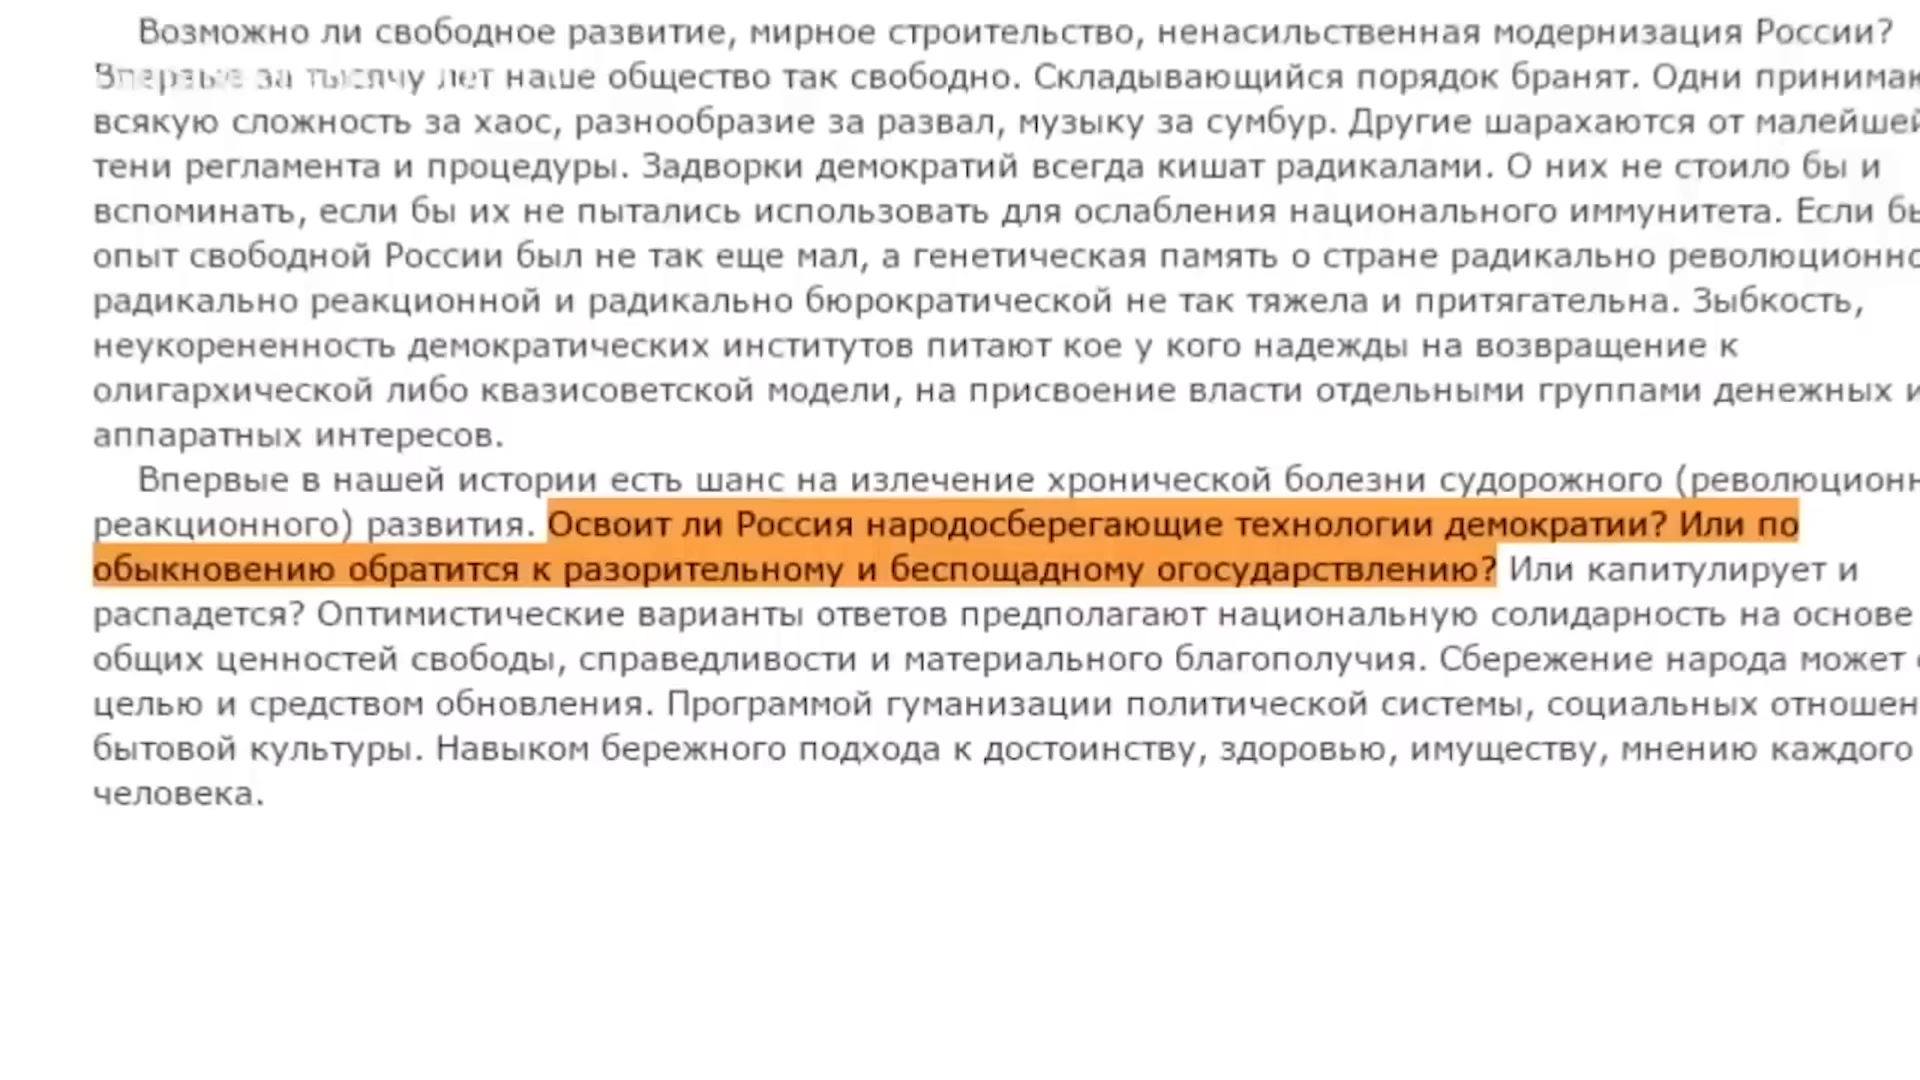 Возможно ли свободное развитие, мирное строительство, ненасильственная модернизация России?
Впервые за тысячу лет наше общество так свободно. Складывающийся порядок бранят. Одни принимаю
всякую сложность за хаос, разнообразие за развал, музыку за сумбур. Другие шарахаются от малейшей
тени регламента и процедуры. Задворки демократий всегда кишат радикалами. О них не стоило бы и
вспоминать, если бы их не пытались использовать для ослабления национального иммунитета. Если бы
опыт свободной России был не так еще мал, а генетическая память о стране радикально революционно
радикально реакционной и радикально бюрократической не так тяжела и притягательна. Зыбкость,
неукорененность демократических институтов питают кое у кого надежды на возвращение к
олигархической либо квазисоветской модели, на присвоение власти отдельными группами денежных и
аппаратных интересов.
Впервые в нашей истории есть шанс на излечение хронической болезни судорожного (революционн
реакционного) развития. Освоит ли Россия народосберегающие технологии демократии? Или по
обыкновению обратится к разорительному и беспощадному огосударствлению? Или капитулирует и
распадется? Оптимистические варианты ответов предполагают национальную солидарность на основе
общих ценностей свободы, справедливости и материального благополучия. Сбережение народа может
целью и средством обновления. Программой гуманизации политической системы, социальных отношен
бытовой культуры. Навыком бережного подхода к достоинству, здоровью, имуществу, мнению каждого
человека.